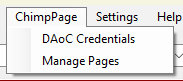 ChimpPage Settings Help
DAoC Credentials
Manage Pages